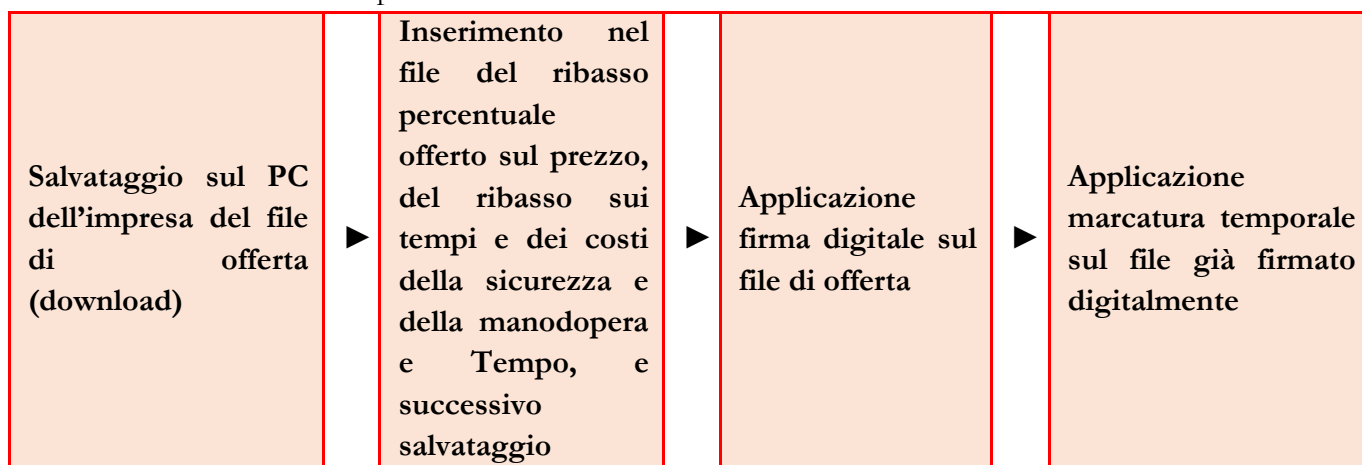 Salvataggio sul PC
dell’impresa del file
di offerta
(download)
►
Inserimento nel
file del ribasso
percentuale
offerto sul prezzo,
del ribasso sui
tempi e dei costi
della sicurezza e
della manodopera
e Tempo, e
successivo
salvataggio
►
Applicazione
firma digitale sul
file di offerta
►
Applicazione
marcatura temporale
sul file già firmato
digitalmente